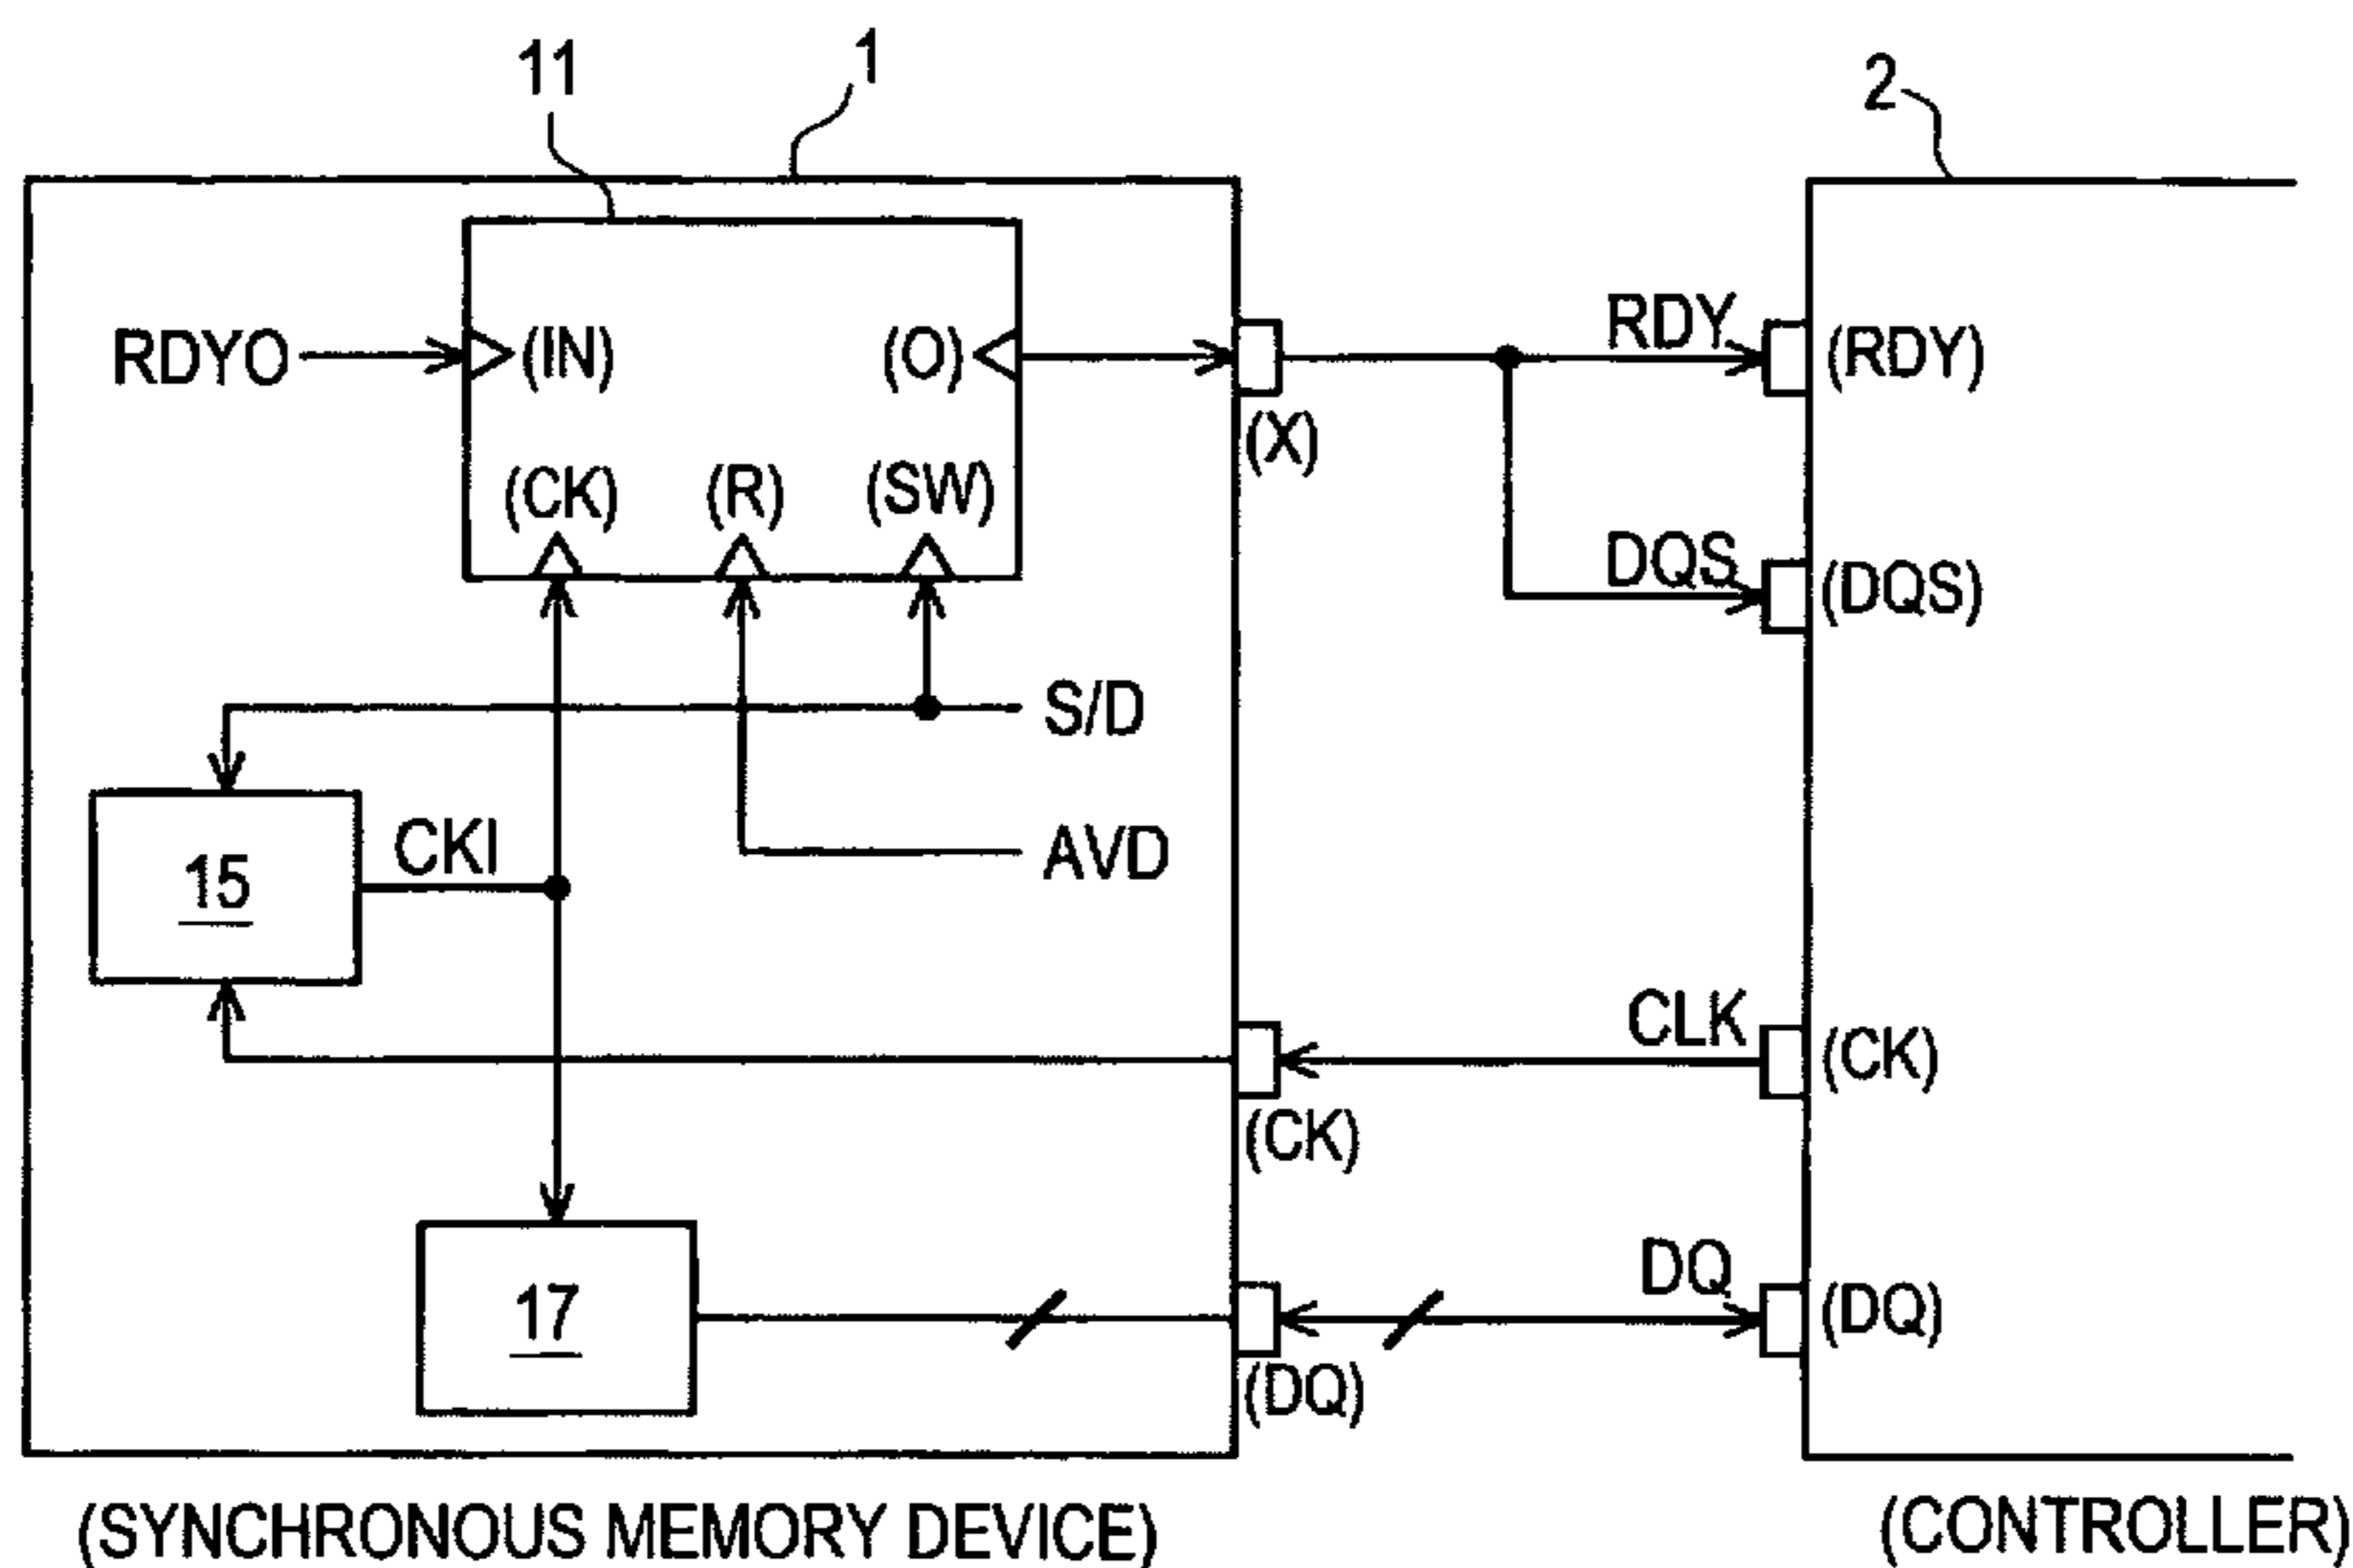 11
1
2
RDYO
(IN)
(O)
RDY
(RDY)
(X)
(CK)
(R)
(SW)
DQS
(DQS)
S/D
CKI
AVD
15
CLK
(CK)
(CK)
17
DQ
(DQ)
(DQ)
(SYNCHRONOUS MEMORY DEVICE)
(CONTROLLER)